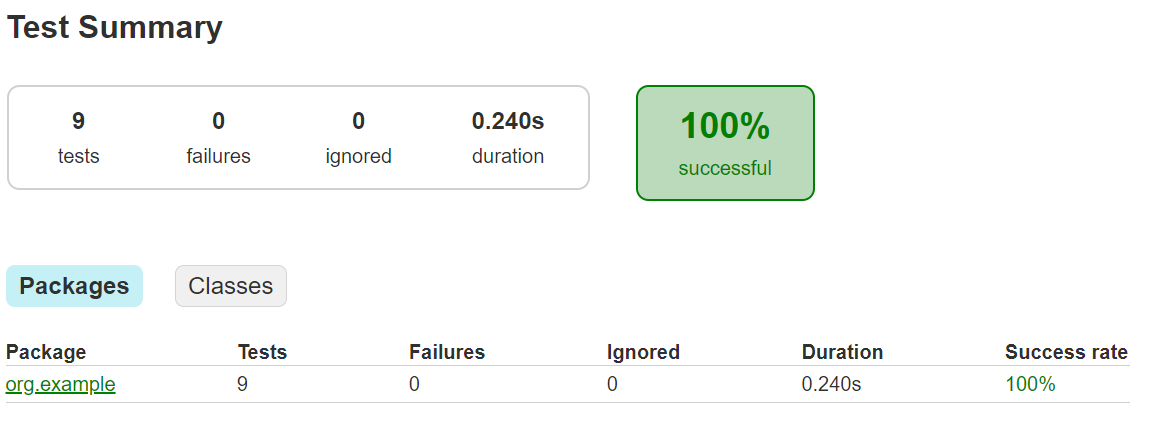 Test Summary
9 0 0 0.240s
tests failures ignored duration
100%
successful
Packages Classes
Package Tests Failures Ignored Duration Success rate
org.example 9 0 0 0.240s 100%